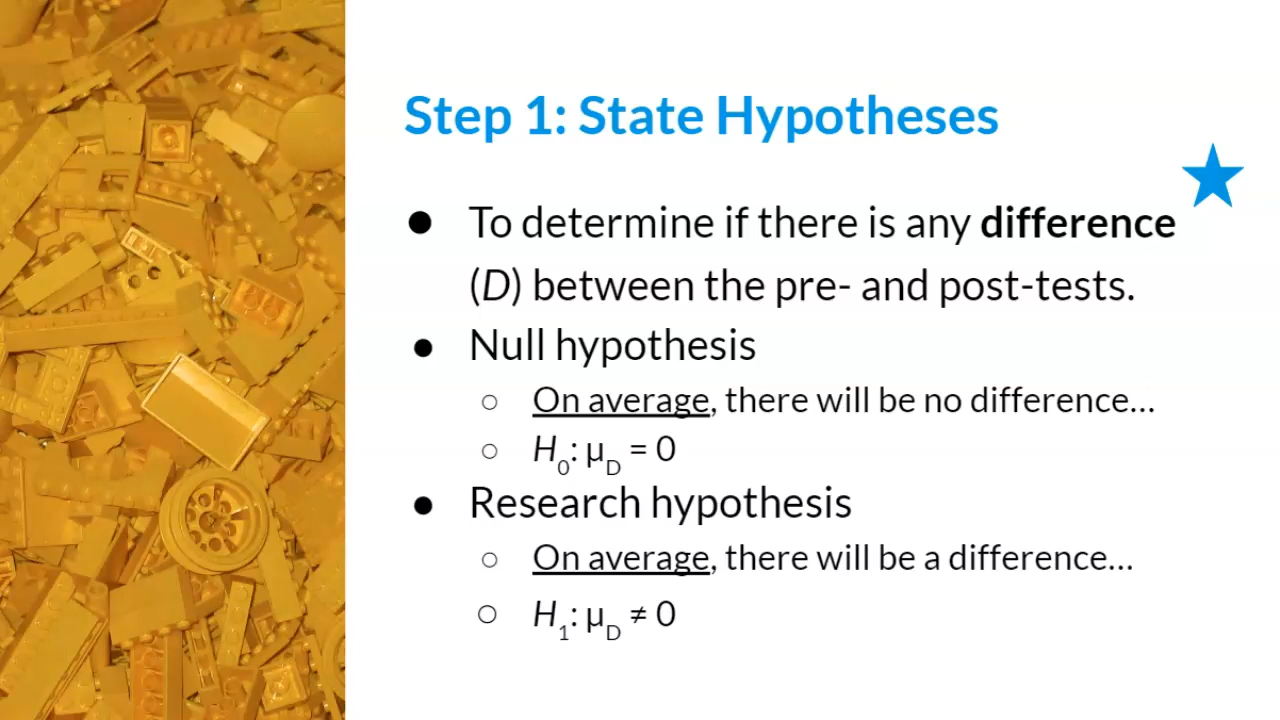 Step 1: State Hypotheses
● To determine if there is any difference
(D) between the pre- and post-tests.
● Null hypothesis
○ On average, there will be no difference...
○ H₀: μ_D = 0
● Research hypothesis
○ On average, there will be a difference...
○ H₁: μ_D ≠ 0